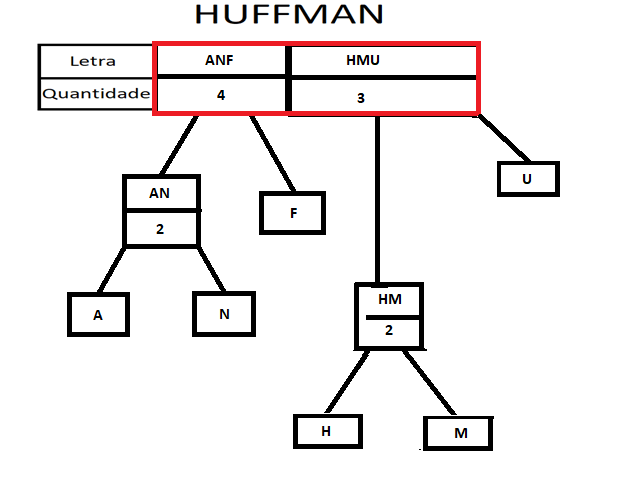 HUFFMAN
Letra ANF HMU
Quantidade 4 3
AN
2
F
U
A
N
HM
2
H
M